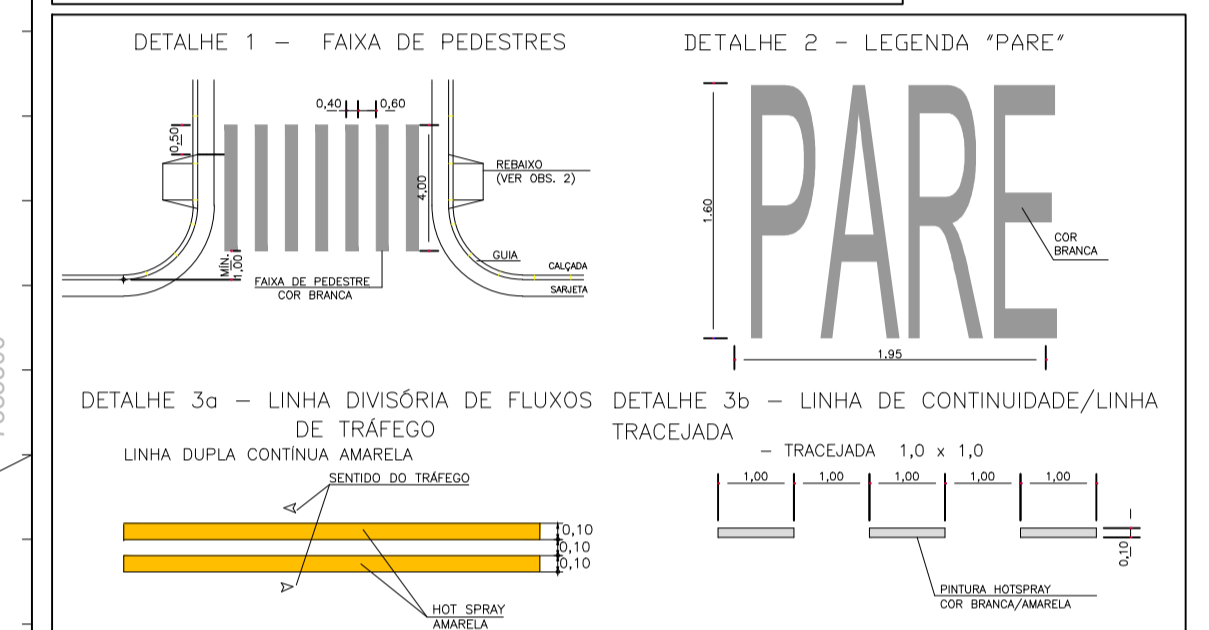 DETALHE 1 – FAIXA DE PEDESTRES
0,40
0,60
0,50
REBAIXO
(VER OBS. 2)
4,00
MÍN.
1,00
GUIA
CALÇADA
SARJETA
FAIXA DE PEDESTRE
COR BRANCA
DETALHE 2 – LEGENDA "PARE"
PARE
1.60
COR
BRANCA
1.95
DETALHE 3a – LINHA DIVISÓRIA DE FLUXOS
DE TRÁFEGO
LINHA DUPLA CONTÍNUA AMARELA
SENTIDO DO TRÁFEGO
0,10
0,10
0,10
HOT SPRAY
AMARELA
DETALHE 3b – LINHA DE CONTINUIDADE/LINHA
TRACEJADA
– TRACEJADA 1,0 x 1,0
1,00 1,00 1,00 1,00 1,00
0,10
PINTURA HOTSPRAY
COR BRANCA/AMARELA